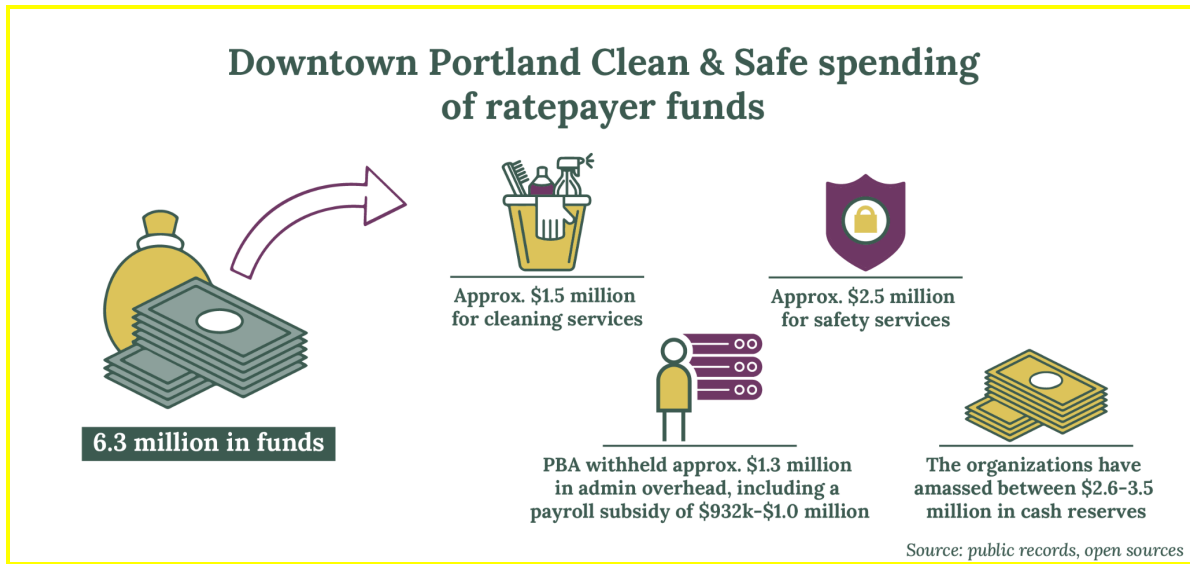 Downtown Portland Clean & Safe spending
of ratepayer funds
6.3 million in funds
Approx. $1.5 million
for cleaning services
Approx. $2.5 million
for safety services
PBA withheld approx. $1.3 million
in admin overhead, including a
payroll subsidy of $932k-$1.0 million
The organizations have
amassed between $2.6-3.5
million in cash reserves
Source: public records, open sources